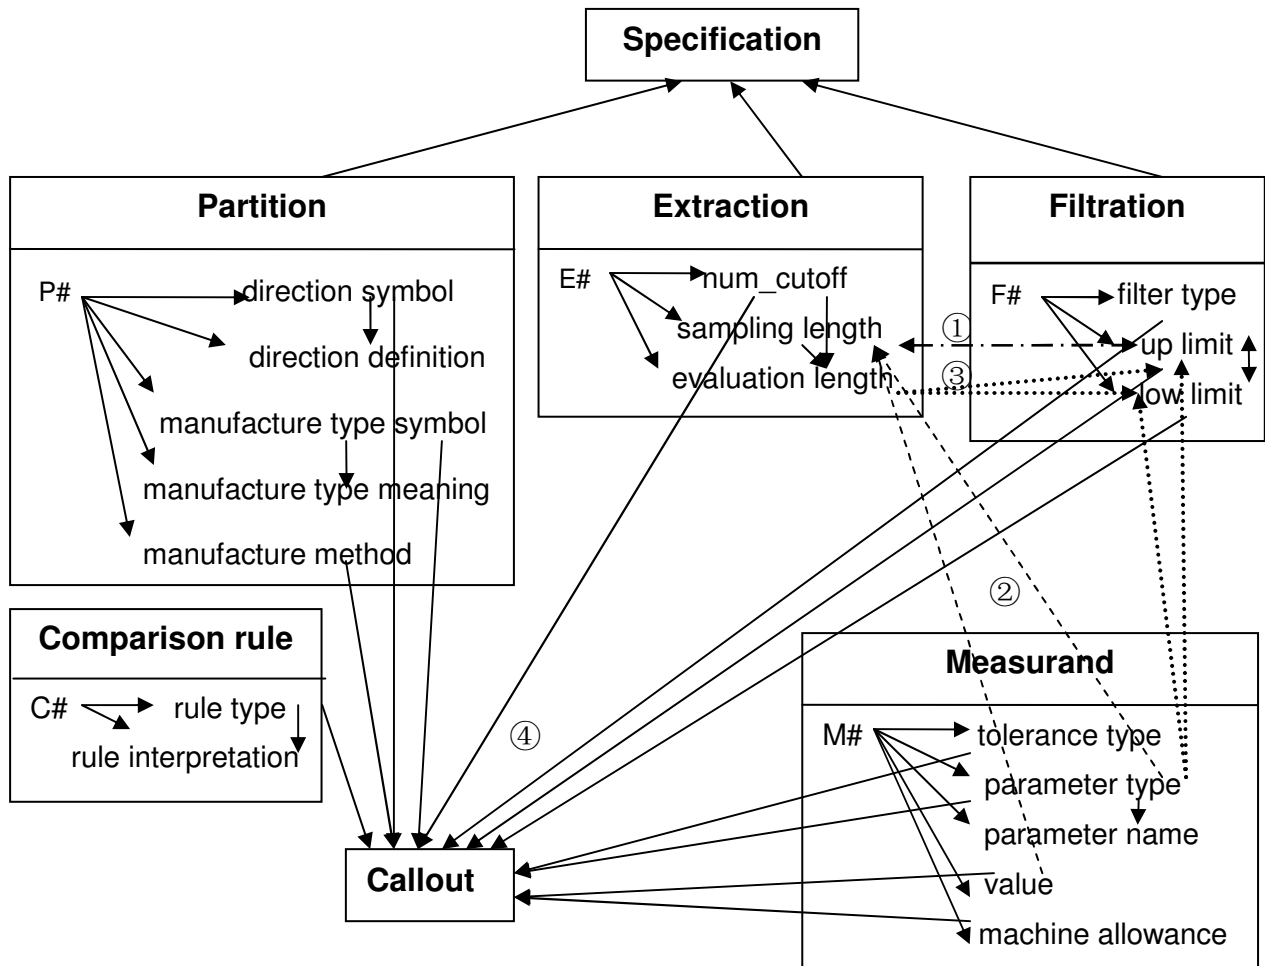 Specification
Partition
P#
direction symbol
direction definition
manufacture type symbol
manufacture type meaning
manufacture method
Extraction
E#
num_cutoff
sampling length
evaluation length
Filtration
F#
filter type
up limit
low limit
①
③
②
④
Comparison rule
C#
rule type
rule interpretation
Measurand
M#
tolerance type
parameter type
parameter name
value
machine allowance
Callout